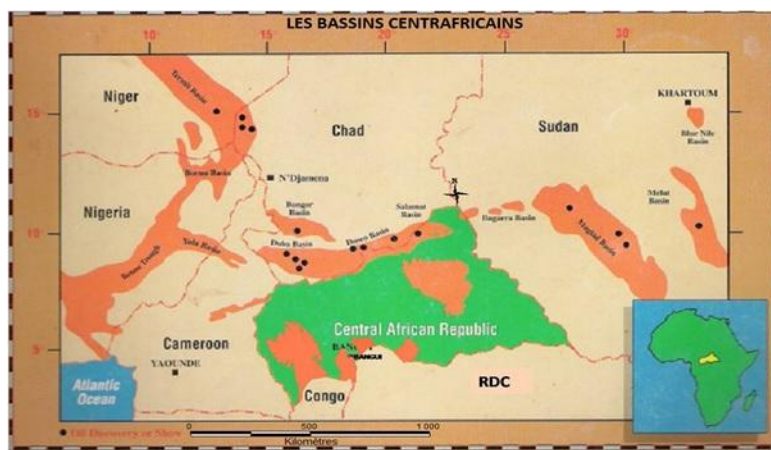 LES BASSINS CENTRAFRICAINS
10°
15
20
25
30
15
10
5
Niger
Termit Basin
Chad
Sudan
KHARTOUM
Blue Nile
Basin
N'Djamena
Bornu Basin
Nigeria
Bongor
Basin
Salamat
Basin
N
Bagarra Basin
Muglad Basin
Melut
Basin
Yola Basin
Benue Trough
Doba Basin
Doseo Basin
Central African Republic
Cameroon
YAOUNDE
BANGUI
Congo
RDC
Atlantic
Ocean
Oil Discovery or Show
0 500 1 000
Kilomètres